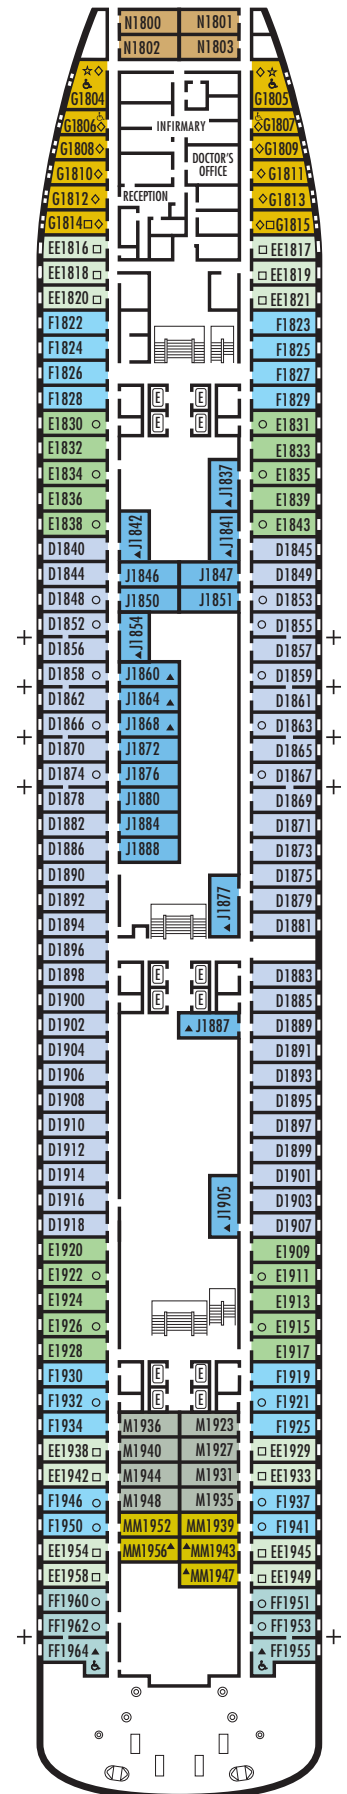 N1800 N1801
N1802 N1803
G1804 G1805
G1806 INFIRMARY G1807
G1808 G1809
DOCTOR'S
OFFICE
G1810 G1811
G1812 RECEPTION G1813
G1814 G1815
EE1816 EE1817
EE1818 EE1819
EE1820 EE1821
F1822 F1823
F1824 F1825
F1826 F1827
F1828 E E F1829
E1830 E E E1831
E1832 E1833
E1834 J1837 E1835
E1836 E1839
E1838 J1842 J1841 E1843
D1840 D1845
D1844 J1846 J1847 D1849
D1848 J1850 J1851 D1853
D1852 J1854 D1855
D1856 D1857
D1858 J1860 D1859
D1862 J1864 D1861
D1866 J1868 D1863
D1870 J1872 D1865
D1874 J1876 D1867
D1878 J1880 D1869
D1882 J1884 D1871
D1886 J1888 D1873
D1890 D1875
D1892 J1877 D1879
D1894 D1881
D1896
D1898 E E D1883
D1900 E E D1885
D1902 J1887 D1889
D1904 D1891
D1906 D1893
D1908 D1895
D1910 D1897
D1912 D1899
D1914 D1901
D1916 J1905 D1903
D1918 D1907
E1920 E1909
E1922 E1911
E1924 E1913
E1926 E1915
E1928 E1917
F1930 E E F1919
F1932 E E F1921
F1934 M1936 M1923 F1925
EE1938 M1940 M1927 EE1929
EE1942 M1944 M1931 EE1933
F1946 M1948 M1935 F1937
F1950 MM1952 MM1939 F1941
EE1954 MM1956 MM1943 EE1945
EE1958 MM1947 EE1949
FF1960 FF1951
FF1962 FF1953
FF1964 FF1955